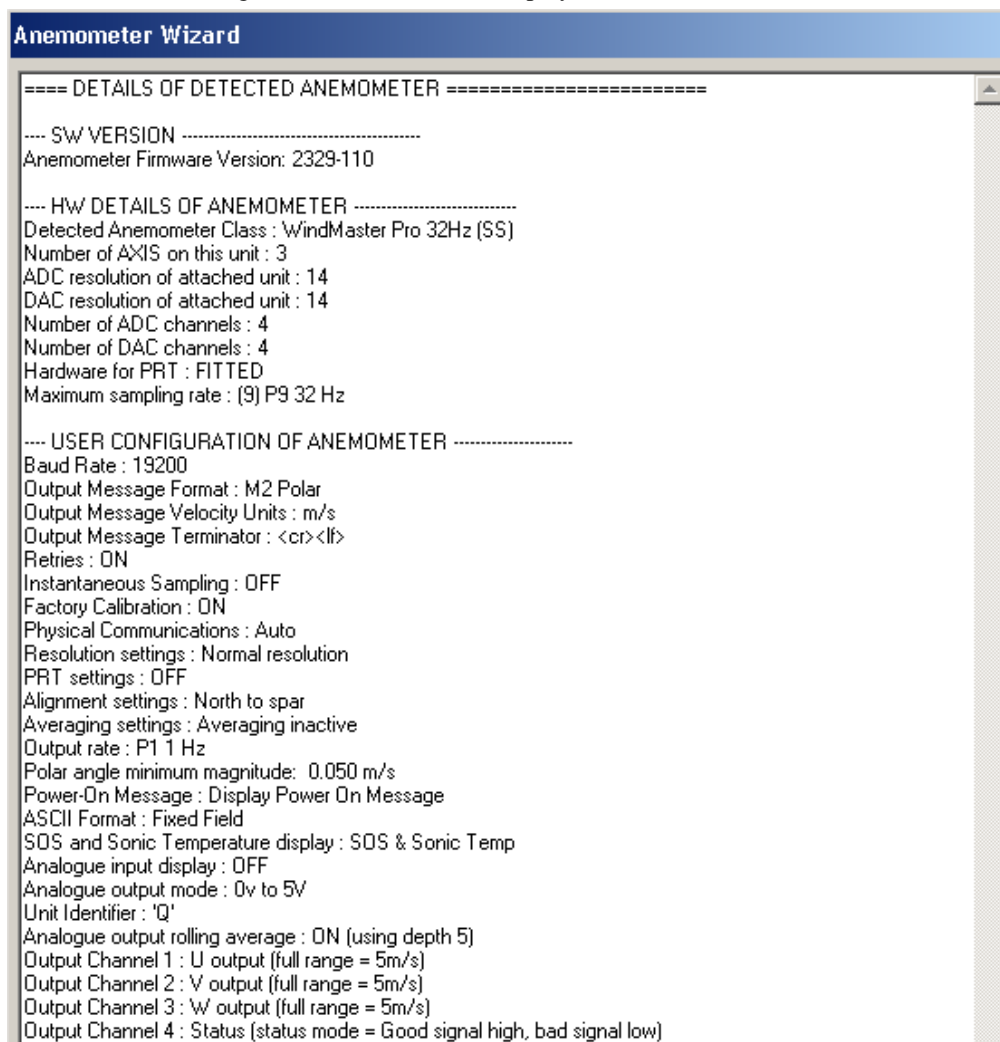 Anemometer Wizard
==== DETAILS OF DETECTED ANEMOMETER ========================
---- SW VERSION --------------------------------------------
Anemometer Firmware Version: 2329-110
---- HW DETAILS OF ANEMOMETER ------------------------------
Detected Anemometer Class : WindMaster Pro 32Hz (SS)
Number of AXIS on this unit : 3
ADC resolution of attached unit : 14
DAC resolution of attached unit : 14
Number of ADC channels : 4
Number of DAC channels : 4
Hardware for PRT : FITTED
Maximum sampling rate : (9) P9 32 Hz
---- USER CONFIGURATION OF ANEMOMETER ----------------------
Baud Rate : 19200
Output Message Format : M2 Polar
Output Message Velocity Units : m/s
Output Message Terminator : <cr><lf>
Retries : ON
Instantaneous Sampling : OFF
Factory Calibration : ON
Physical Communications : Auto
Resolution settings : Normal resolution
PRT settings : OFF
Alignment settings : North to spar
Averaging settings : Averaging inactive
Output rate : P1 1 Hz
Polar angle minimum magnitude:  0.050 m/s
Power-On Message : Display Power On Message
ASCII Format : Fixed Field
SOS and Sonic Temperature display : SOS & Sonic Temp
Analogue input display : OFF
Analogue output mode : 0v to 5V
Unit Identifier : 'Q'
Analogue output rolling average : ON (using depth 5)
Output Channel 1 : U output (full range = 5m/s)
Output Channel 2 : V output (full range = 5m/s)
Output Channel 3 : W output (full range = 5m/s)
Output Channel 4 : Status (status mode = Good signal high, bad signal low)